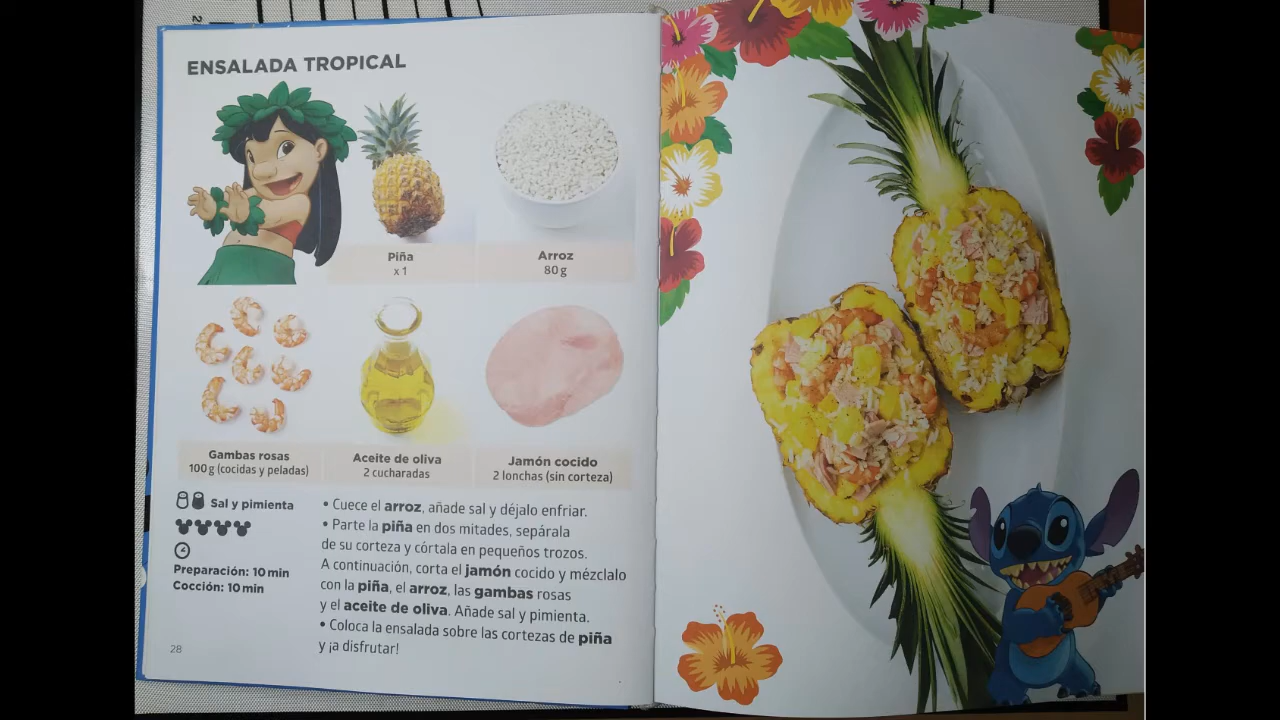 ENSALADA TROPICAL
Piña
x 1
Arroz
80 g
Gambas rosas
100 g (cocidas y peladas)
Aceite de oliva
2 cucharadas
Jamón cocido
2 lonchas (sin corteza)
Sal y pimienta
Preparación: 10 min
Cocción: 10 min
• Cuece el arroz, añade sal y déjalo enfriar.
• Parte la piña en dos mitades, sepárala
de su corteza y córtala en pequeños trozos.
A continuación, corta el jamón cocido y mézclalo
con la piña, el arroz, las gambas rosas
y el aceite de oliva. Añade sal y pimienta.
• Coloca la ensalada sobre las cortezas de piña
y ¡a disfrutar!
28